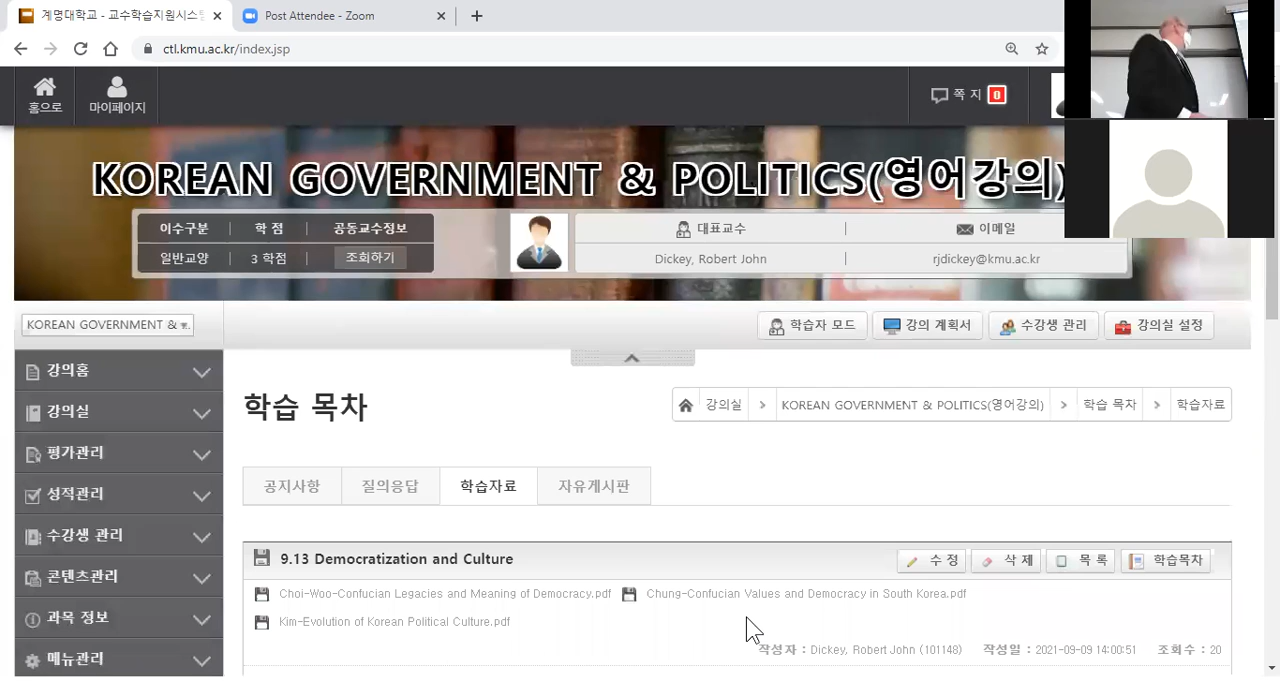 계명대학교 - 교수학습지원시스템
Post Attendee - Zoom
ctl.kmu.ac.kr/index.jsp
홈으로
마이페이지
쪽 지
0
KOREAN GOVERNMENT & POLITICS(영어강의)
이수구분 | 학 점 | 공동교수정보
일반교양 | 3 학점 | 조회하기
대표교수 | 이메일
Dickey, Robert John | rjdickey@kmu.ac.kr
KOREAN GOVERNMENT & ..
학습자 모드
강의 계획서
수강생 관리
강의실 설정
강의홈
강의실
평가관리
성적관리
수강생 관리
콘텐츠관리
과목 정보
메뉴관리
학습 목차
강의실 > KOREAN GOVERNMENT & POLITICS(영어강의) > 학습 목차 > 학습자료
공지사항
질의응답
학습자료
자유게시판
9.13 Democratization and Culture
수 정
삭 제
목 록
학습목차
Choi-Woo-Confucian Legacies and Meaning of Democracy.pdf
Chung-Confucian Values and Democracy in South Korea.pdf
Kim-Evolution of Korean Political Culture.pdf
작성자 : Dickey, Robert John (101148) 작성일 : 2021-09-09 14:00:51 조회수 : 20